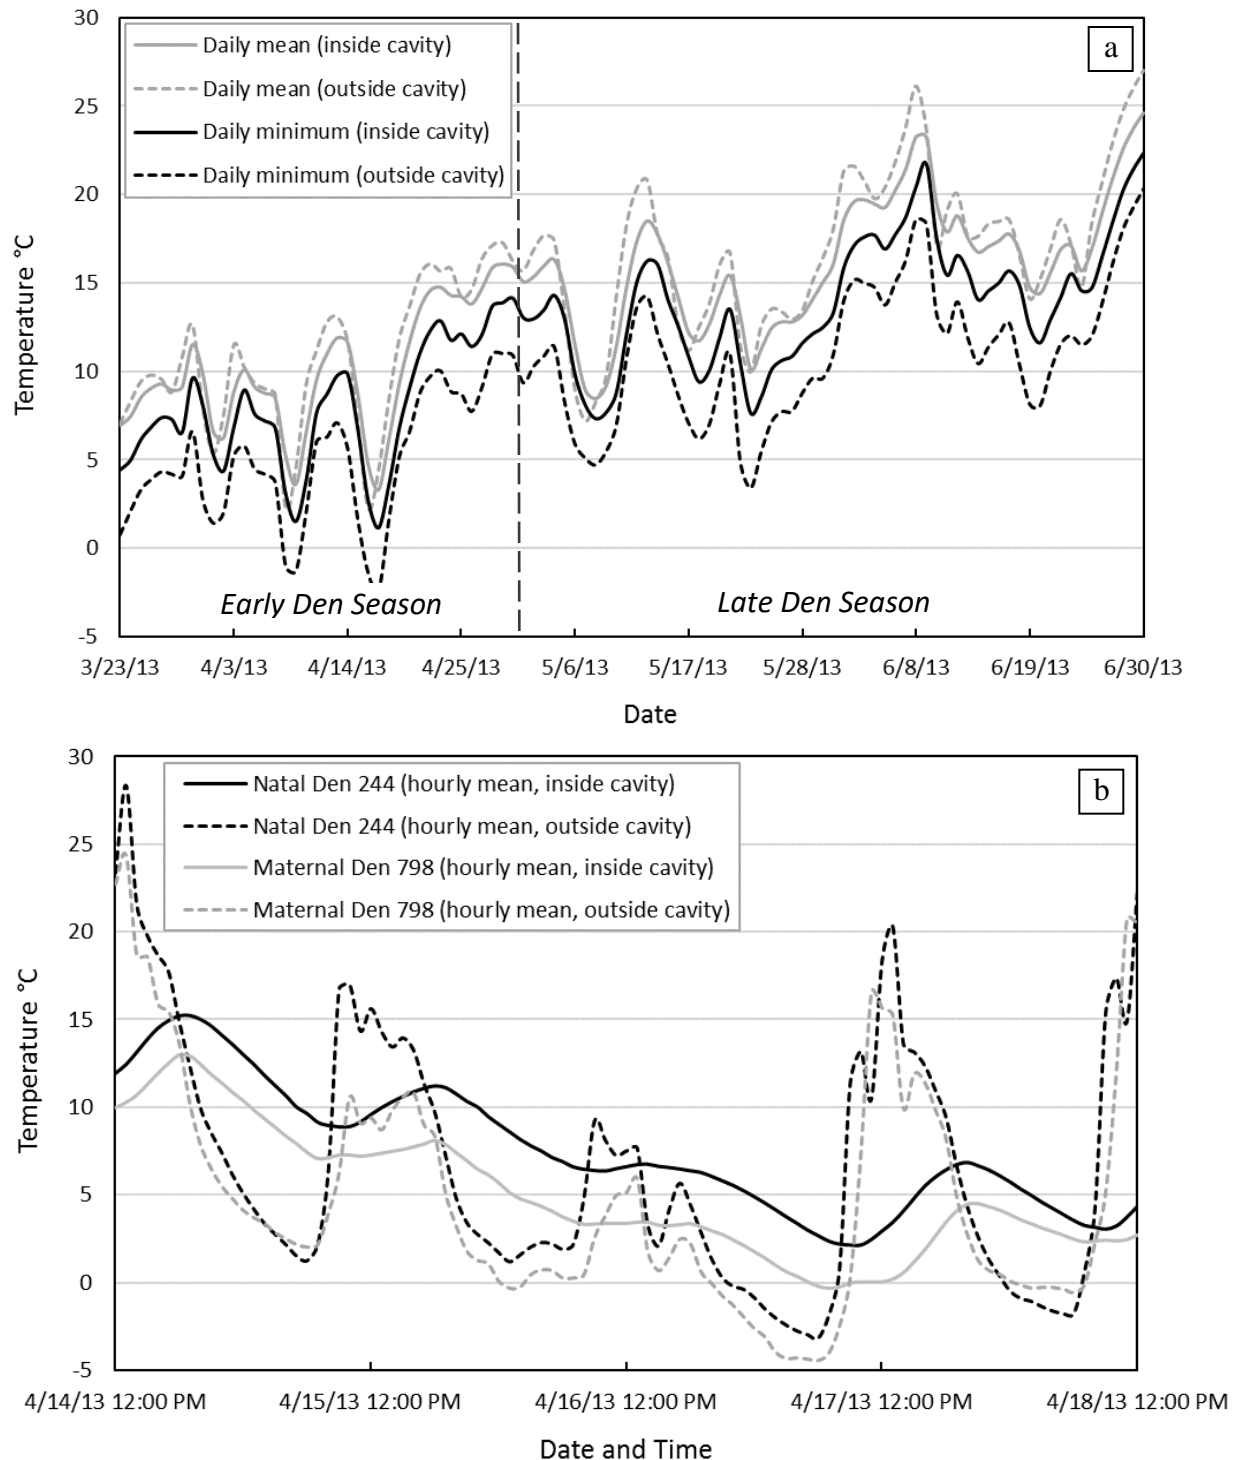 30
25
20
15
10
5
0
-5
Temperature °C
Daily mean (inside cavity)
Daily mean (outside cavity)
Daily minimum (inside cavity)
Daily minimum (outside cavity)
a
Early Den Season
Late Den Season
3/23/13 4/3/13 4/14/13 4/25/13 5/6/13 5/17/13 5/28/13 6/8/13 6/19/13 6/30/13
Date
30
25
20
15
10
5
0
-5
Temperature °C
Natal Den 244 (hourly mean, inside cavity)
Natal Den 244 (hourly mean, outside cavity)
Maternal Den 798 (hourly mean, inside cavity)
Maternal Den 798 (hourly mean, outside cavity)
b
4/14/13 12:00 PM 4/15/13 12:00 PM 4/16/13 12:00 PM 4/17/13 12:00 PM 4/18/13 12:00 PM
Date and Time